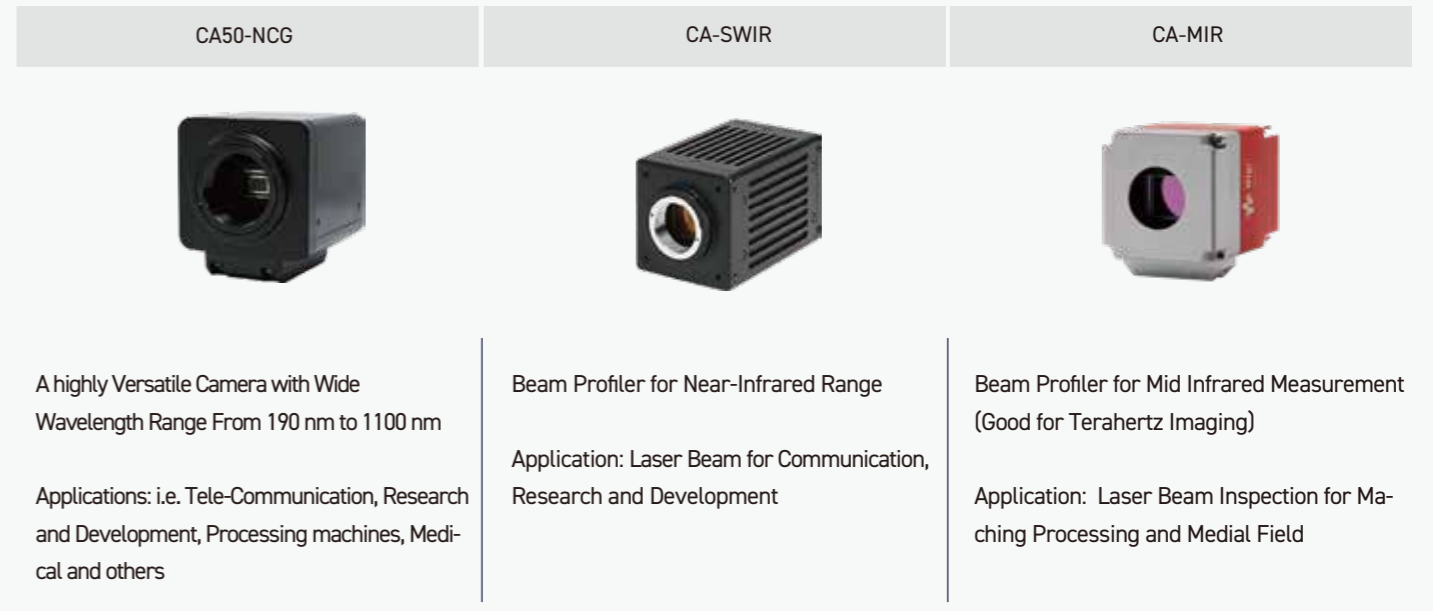 CA50-NCG
CA-SWIR
CA-MIR
A highly Versatile Camera with Wide
Wavelength Range From 190 nm to 1100 nm
Applications: i.e. Tele-Communication, Research
and Development, Processing machines, Medi-
cal and others
Beam Profiler for Near-Infrared Range
Application: Laser Beam for Communication,
Research and Development
Beam Profiler for Mid Infrared Measurement
(Good for Terahertz Imaging)
Application: Laser Beam Inspection for Ma-
ching Processing and Medial Field